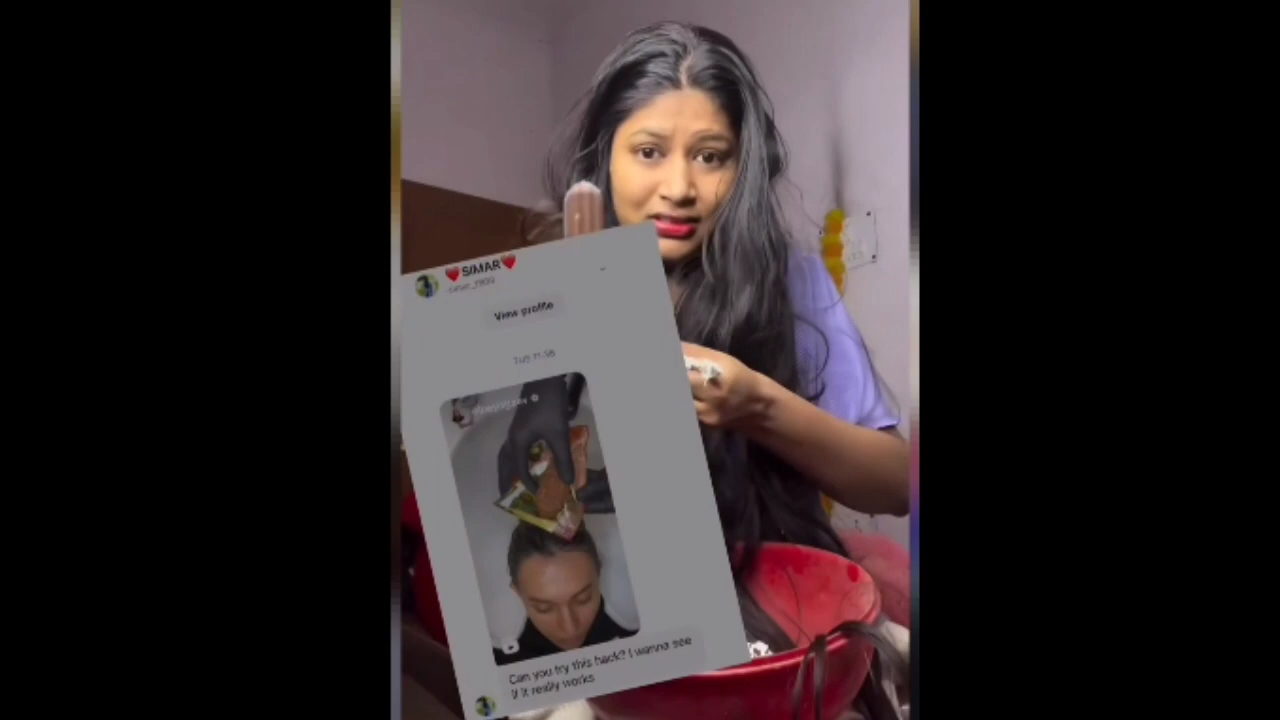 ❤️SIMAR❤️
View profile
Can you try this hack? I wanna see
if it really works